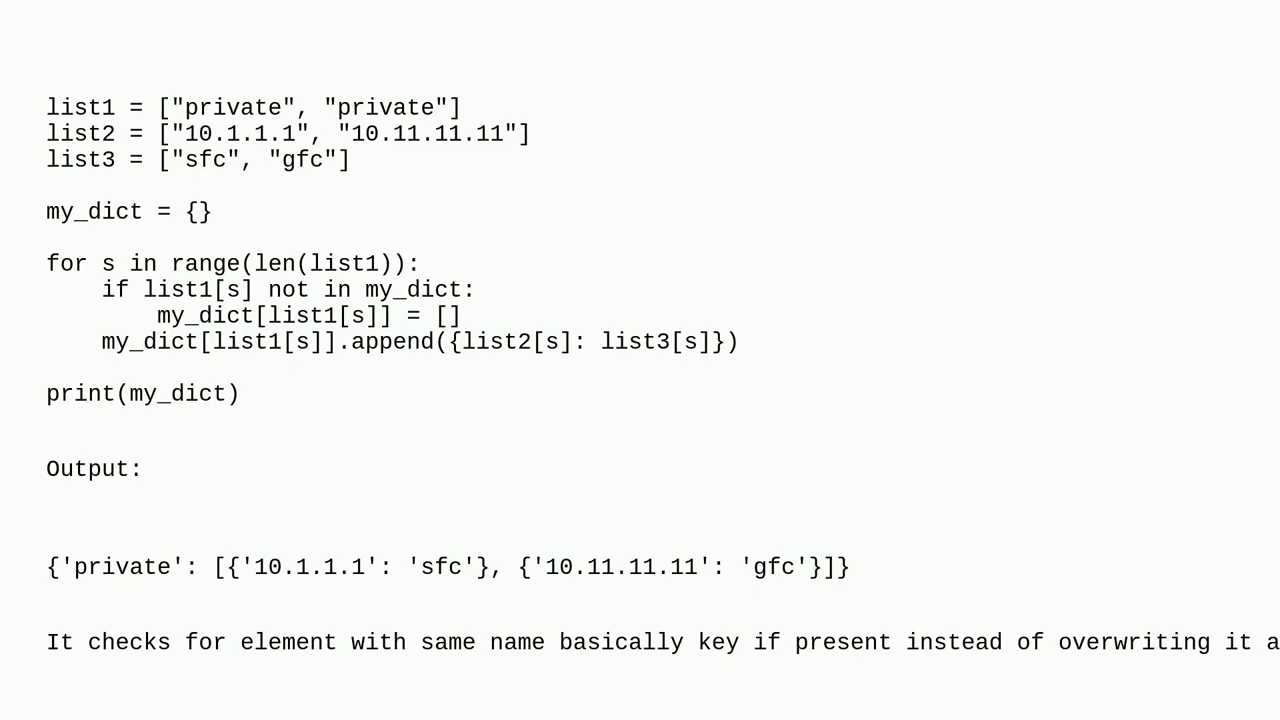 list1 = ["private", "private"]
list2 = ["10.1.1.1", "10.11.11.11"]
list3 = ["sfc", "gfc"]
my_dict = {}
for s in range(len(list1)):
    if list1[s] not in my_dict:
        my_dict[list1[s]] = []
    my_dict[list1[s]].append({list2[s]: list3[s]})
print(my_dict)
Output:
{'private': [{'10.1.1.1': 'sfc'}, {'10.11.11.11': 'gfc'}]}
It checks for element with same name basically key if present instead of overwriting it